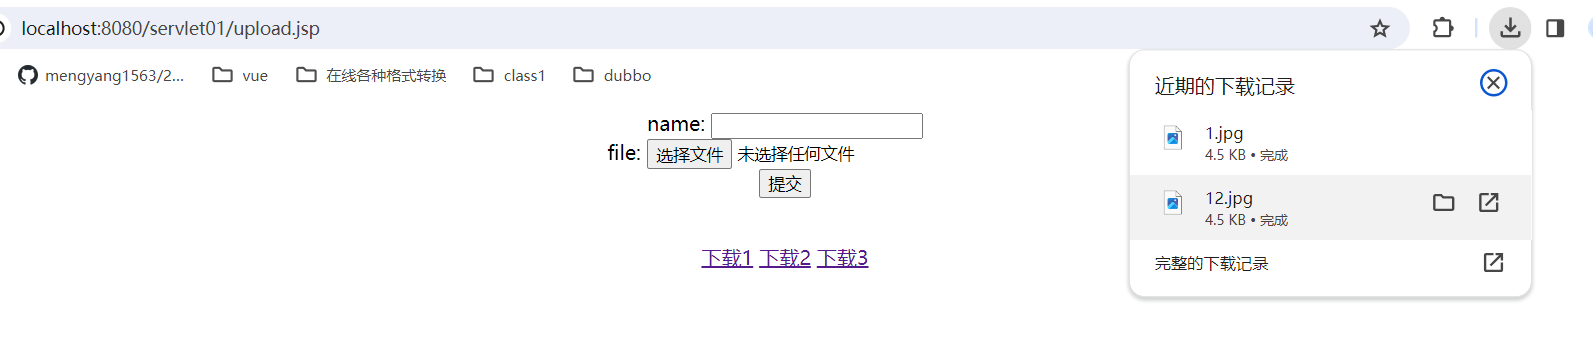 localhost:8080/servlet01/upload.jsp
mengyang1563/2... vue 在线各种格式转换 class1 dubbo
name:
file: 选择文件 未选择任何文件
提交
下载1 下载2 下载3
近期的下载记录
1.jpg
4.5 KB • 完成
12.jpg
4.5 KB • 完成
完整的下载记录